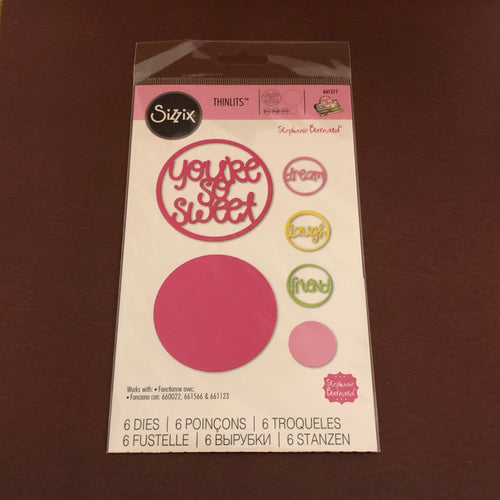 Sizzix
THINLITS™
661577
Stephanie Barnard
you're
so
sweet
dream
laugh
friend
Works with: • Fonctionne avec:
• Funciona con: 660022, 661566 & 661123
Stephanie
Barnard
6 DIES | 6 POINÇONS | 6 TROQUELES
6 FUSTELLE | 6 ВЫРУБКИ | 6 STANZEN